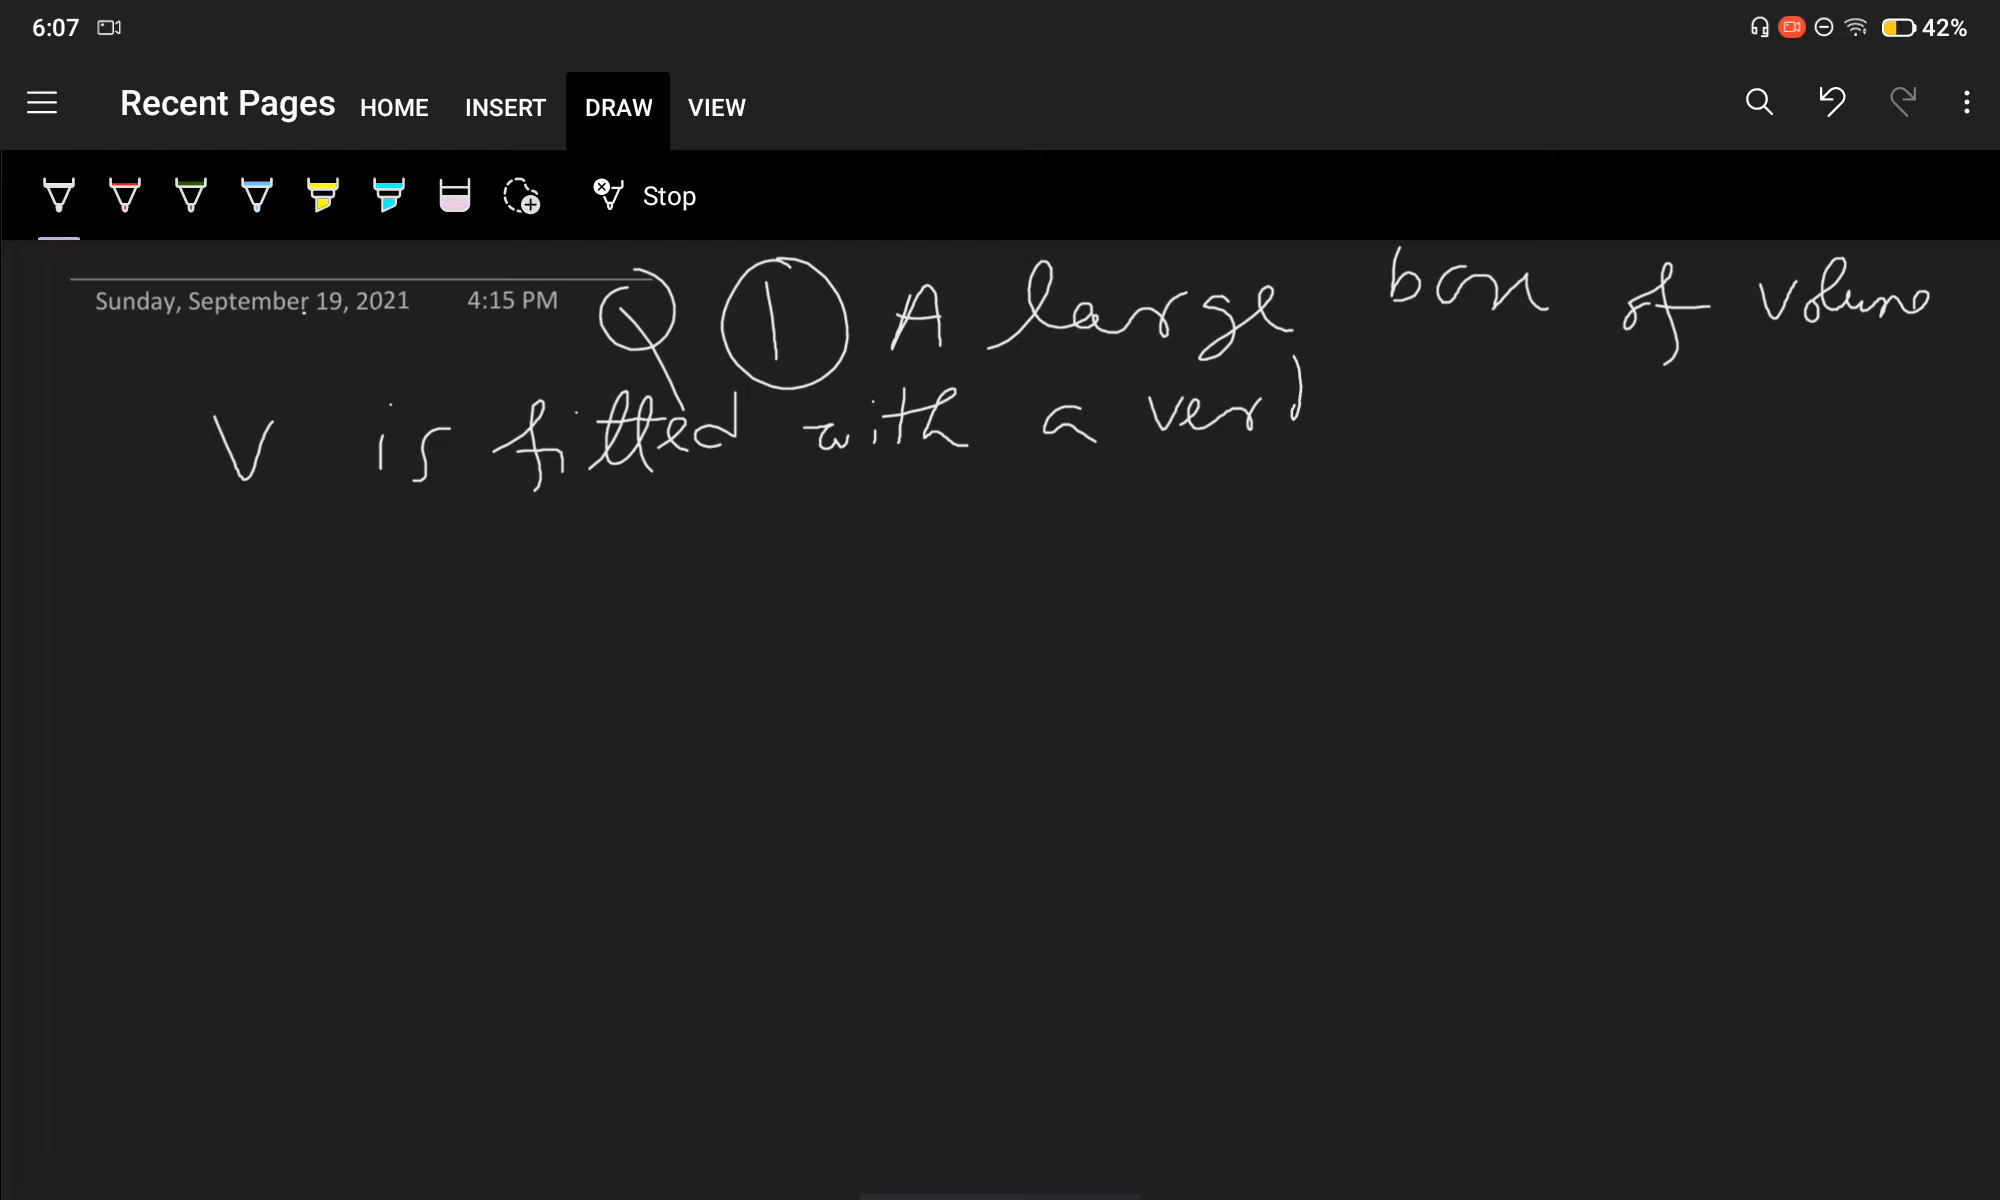 6:07 42%
Recent Pages HOME INSERT DRAW VIEW
Stop
Q ① A large box of volume
Sunday, September 19, 2021 4:15 PM
V is fitted with a ver